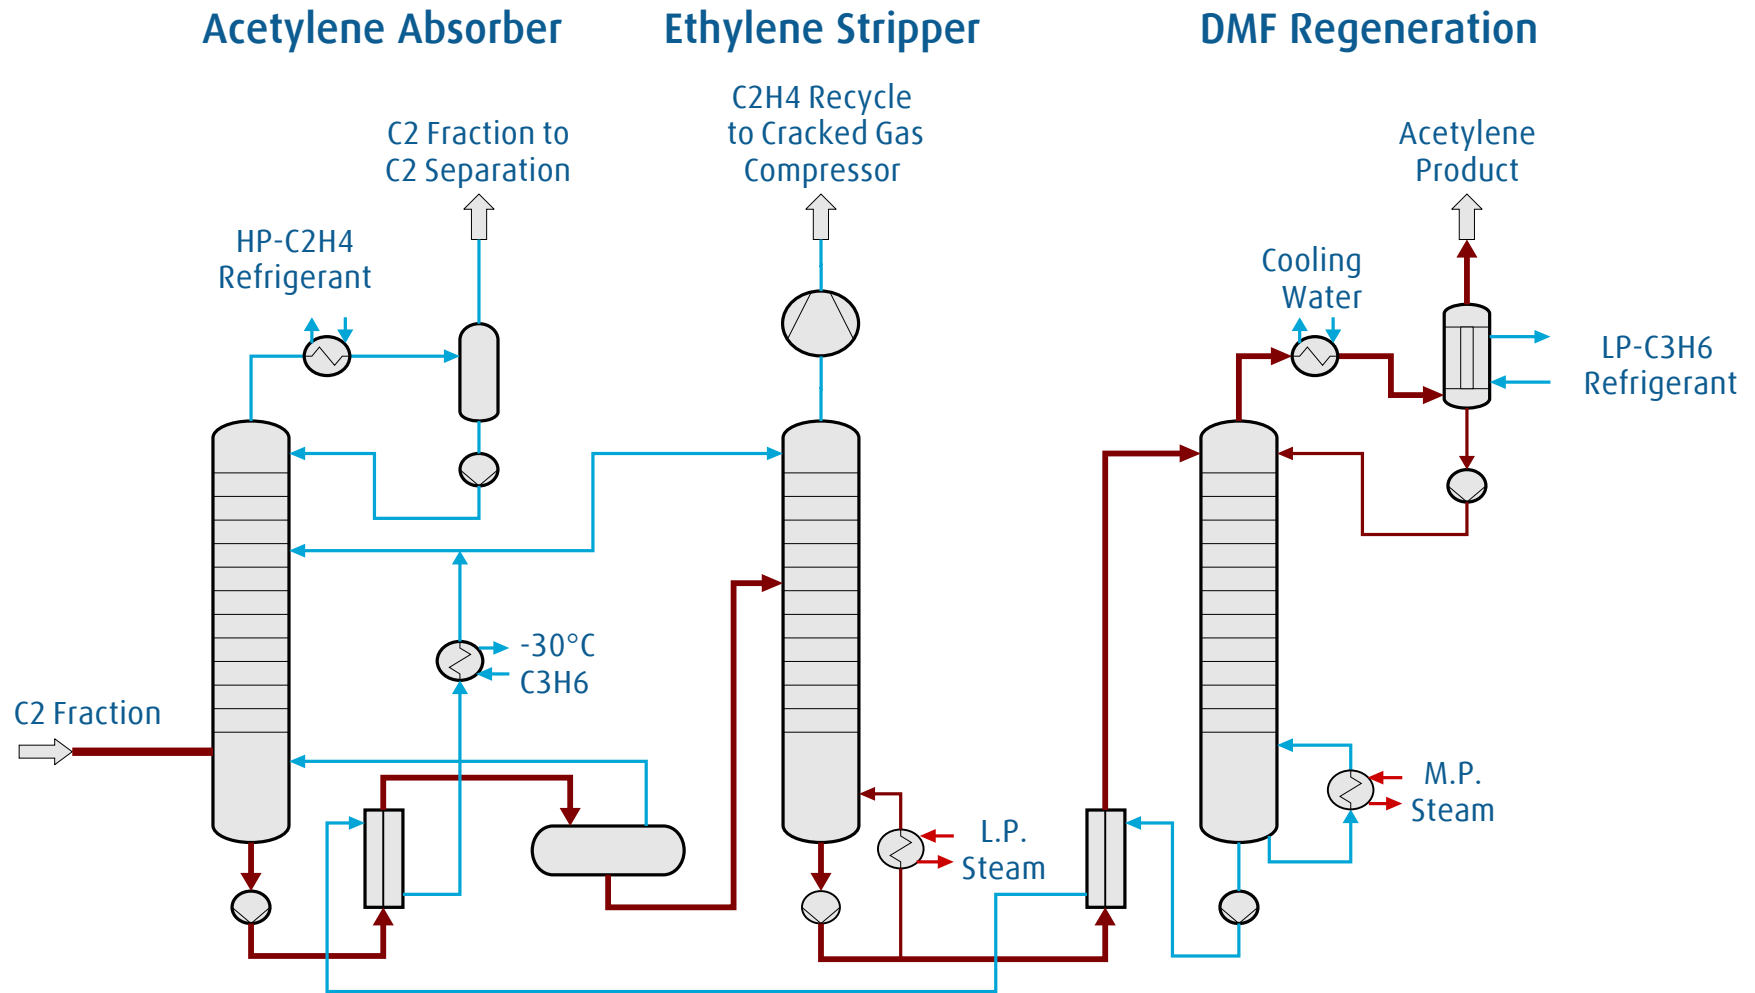 Acetylene Absorber
Ethylene Stripper
DMF Regeneration
C2H4 Recycle
to Cracked Gas
Compressor
C2 Fraction to
C2 Separation
Acetylene
Product
HP-C2H4
Refrigerant
Cooling
Water
LP-C3H6
Refrigerant
-30°C
C3H6
C2 Fraction
L.P.
Steam
M.P.
Steam